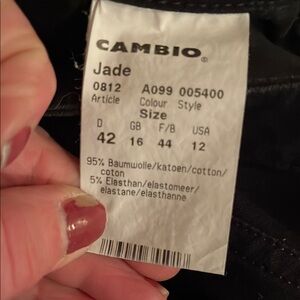 CAMBIO®
Jade
0812 A099 005400
Article Colour Style
Size
D GB F/B USA
42 16 44 12
95% Baumwolle/katoen/cotton/
coton
5% Elasthan/elastomeer/
elastane/elasthanne